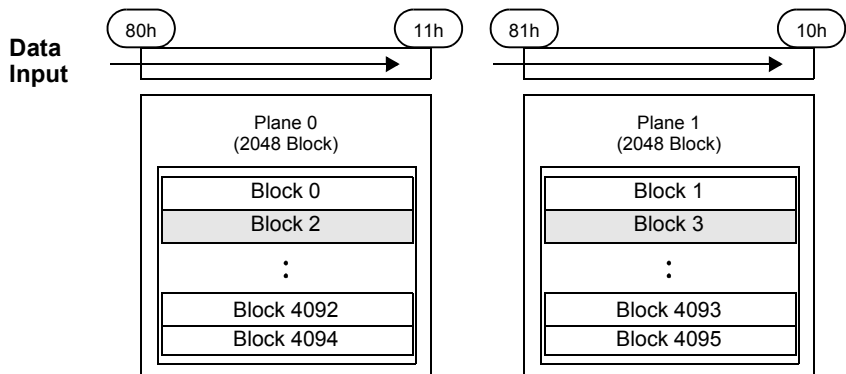 80h 11h 81h 10h
Data
Input
Plane 0
(2048 Block)
Block 0
Block 2
:
Block 4092
Block 4094
Plane 1
(2048 Block)
Block 1
Block 3
:
Block 4093
Block 4095